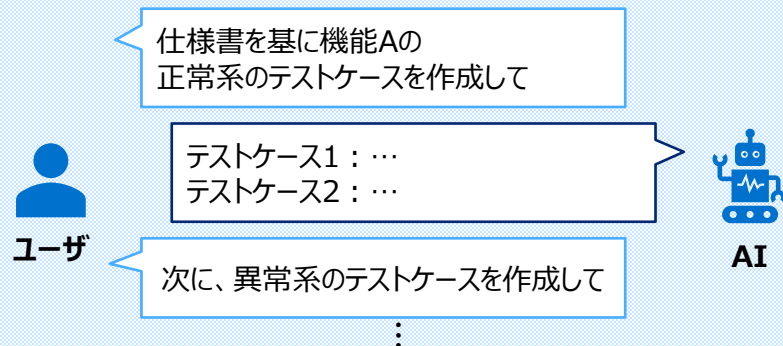 仕様書を基に機能Aの
正常系のテストケースを作成して
テストケース1：…
テストケース2：…
ユーザ
AI
次に、異常系のテストケースを作成して
⋮